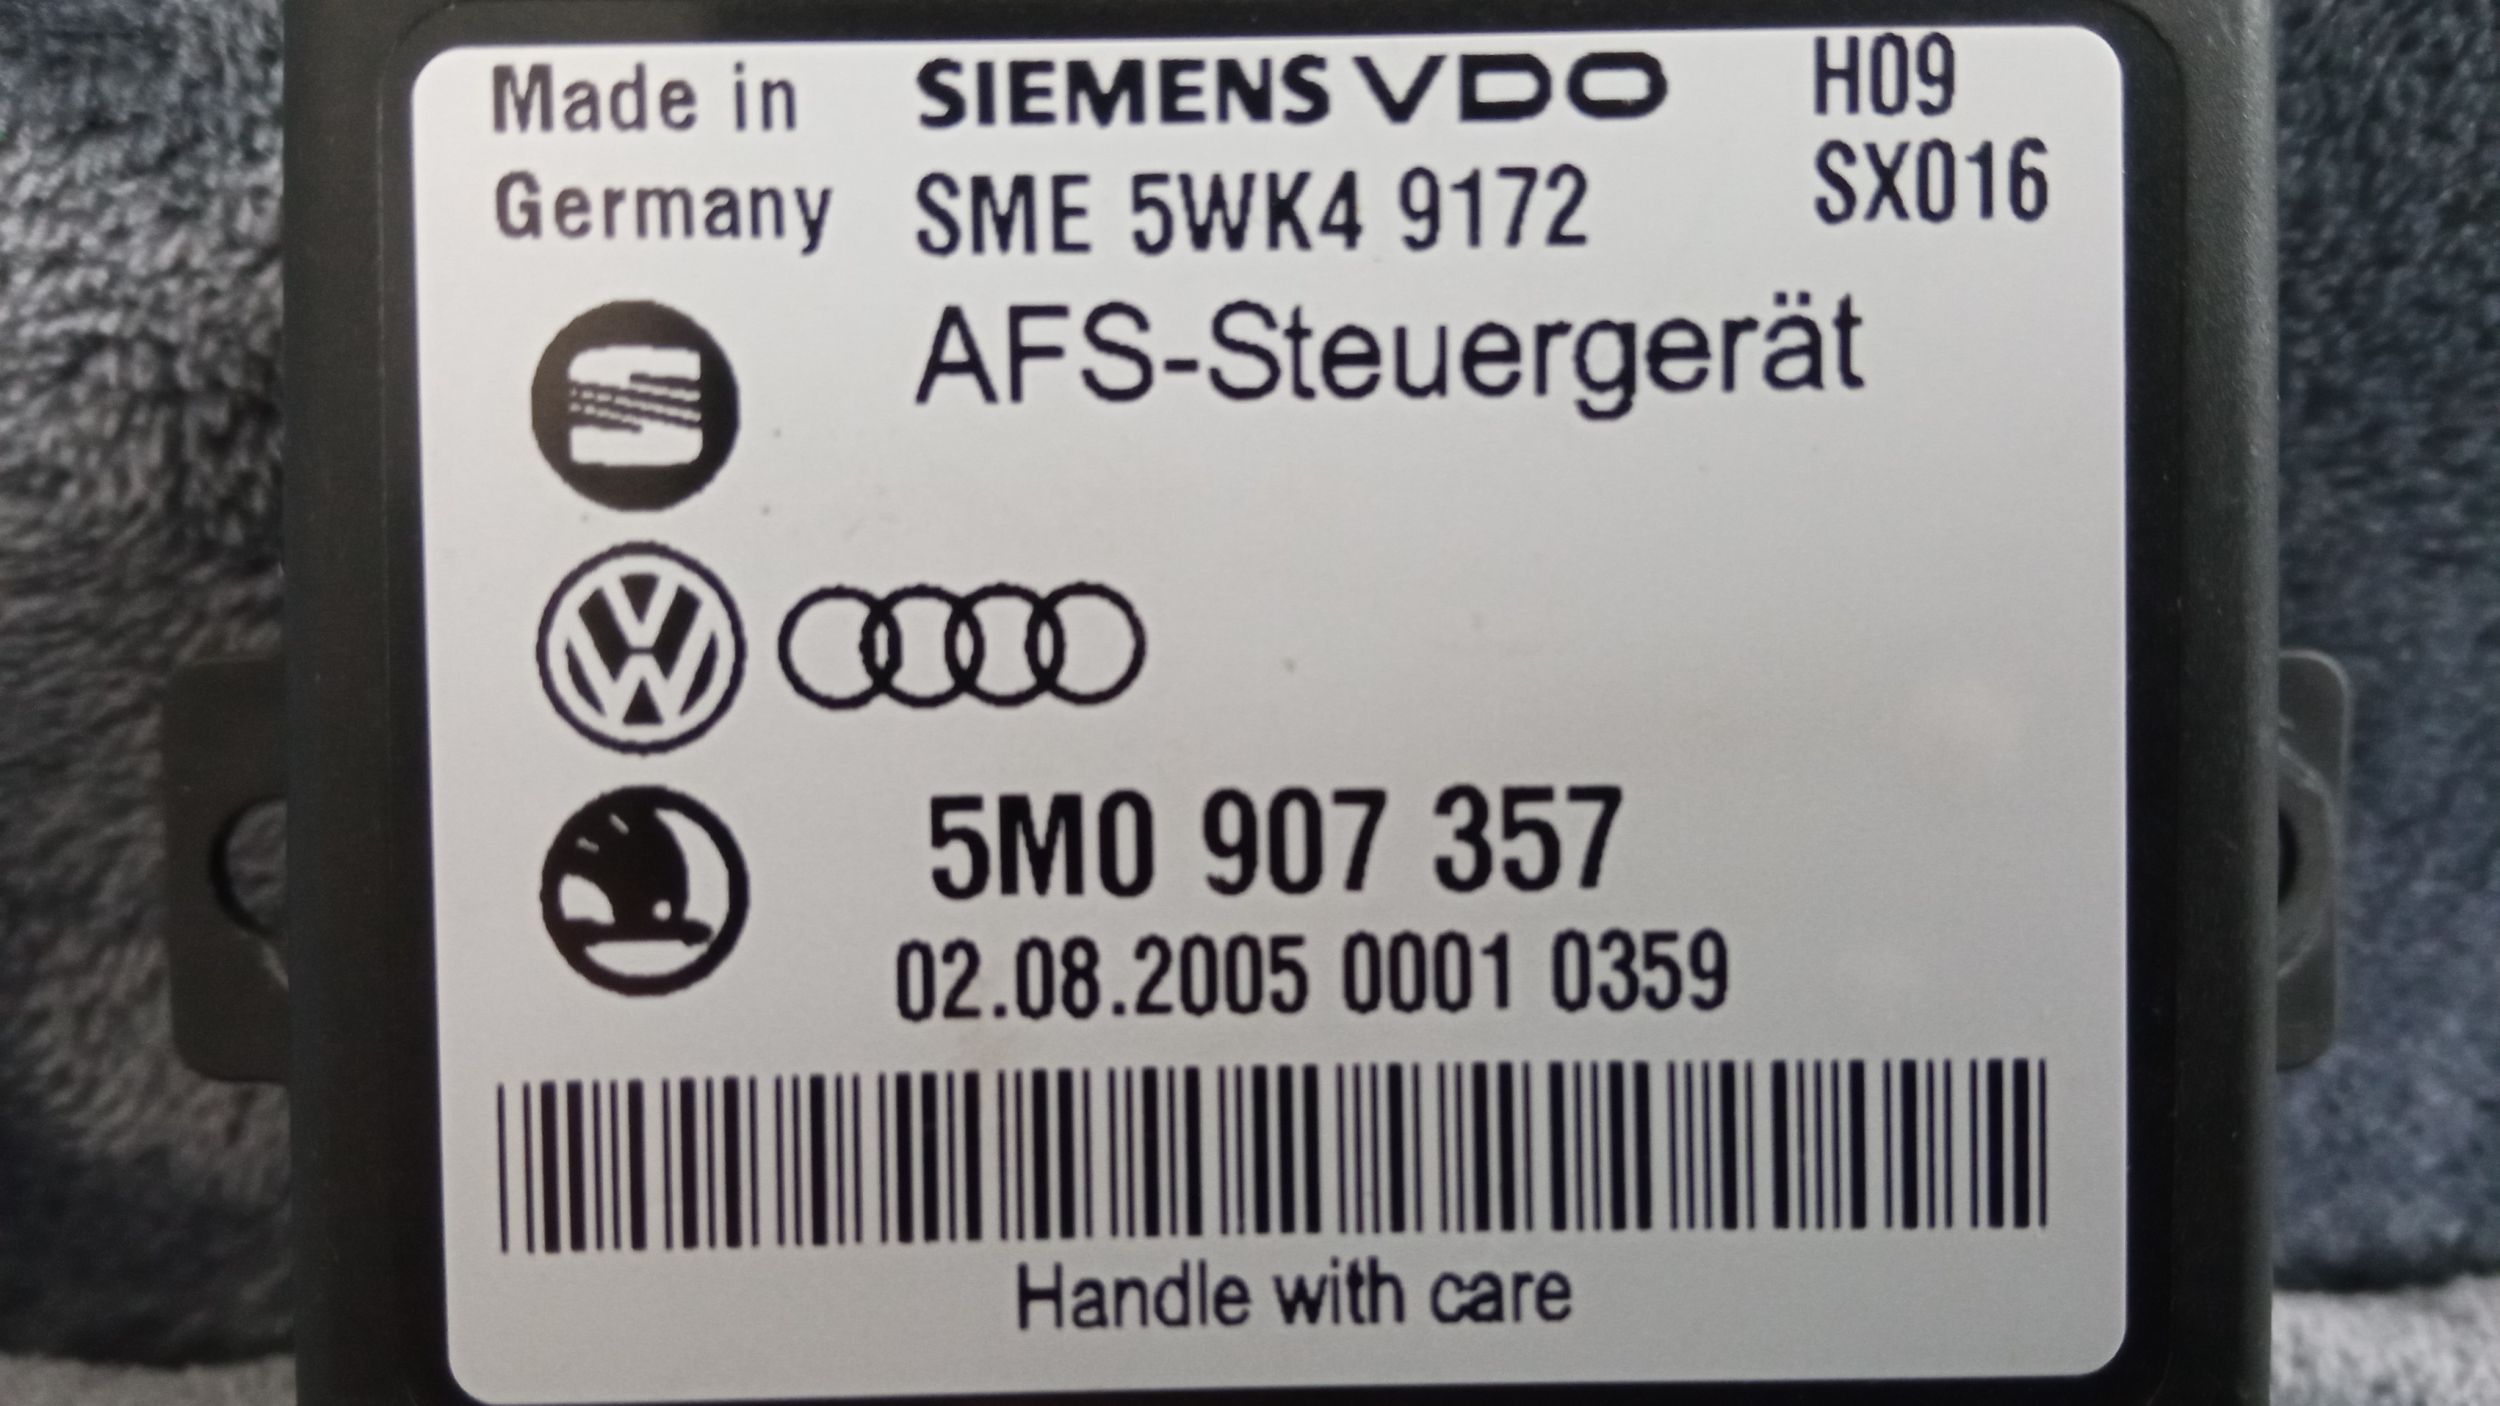 Made in SIEMENS VDO H09
Germany SME 5WK4 9172 SX016
AFS-Steuergerät
5M0 907 357
02.08.2005 0001 0359
Handle with care